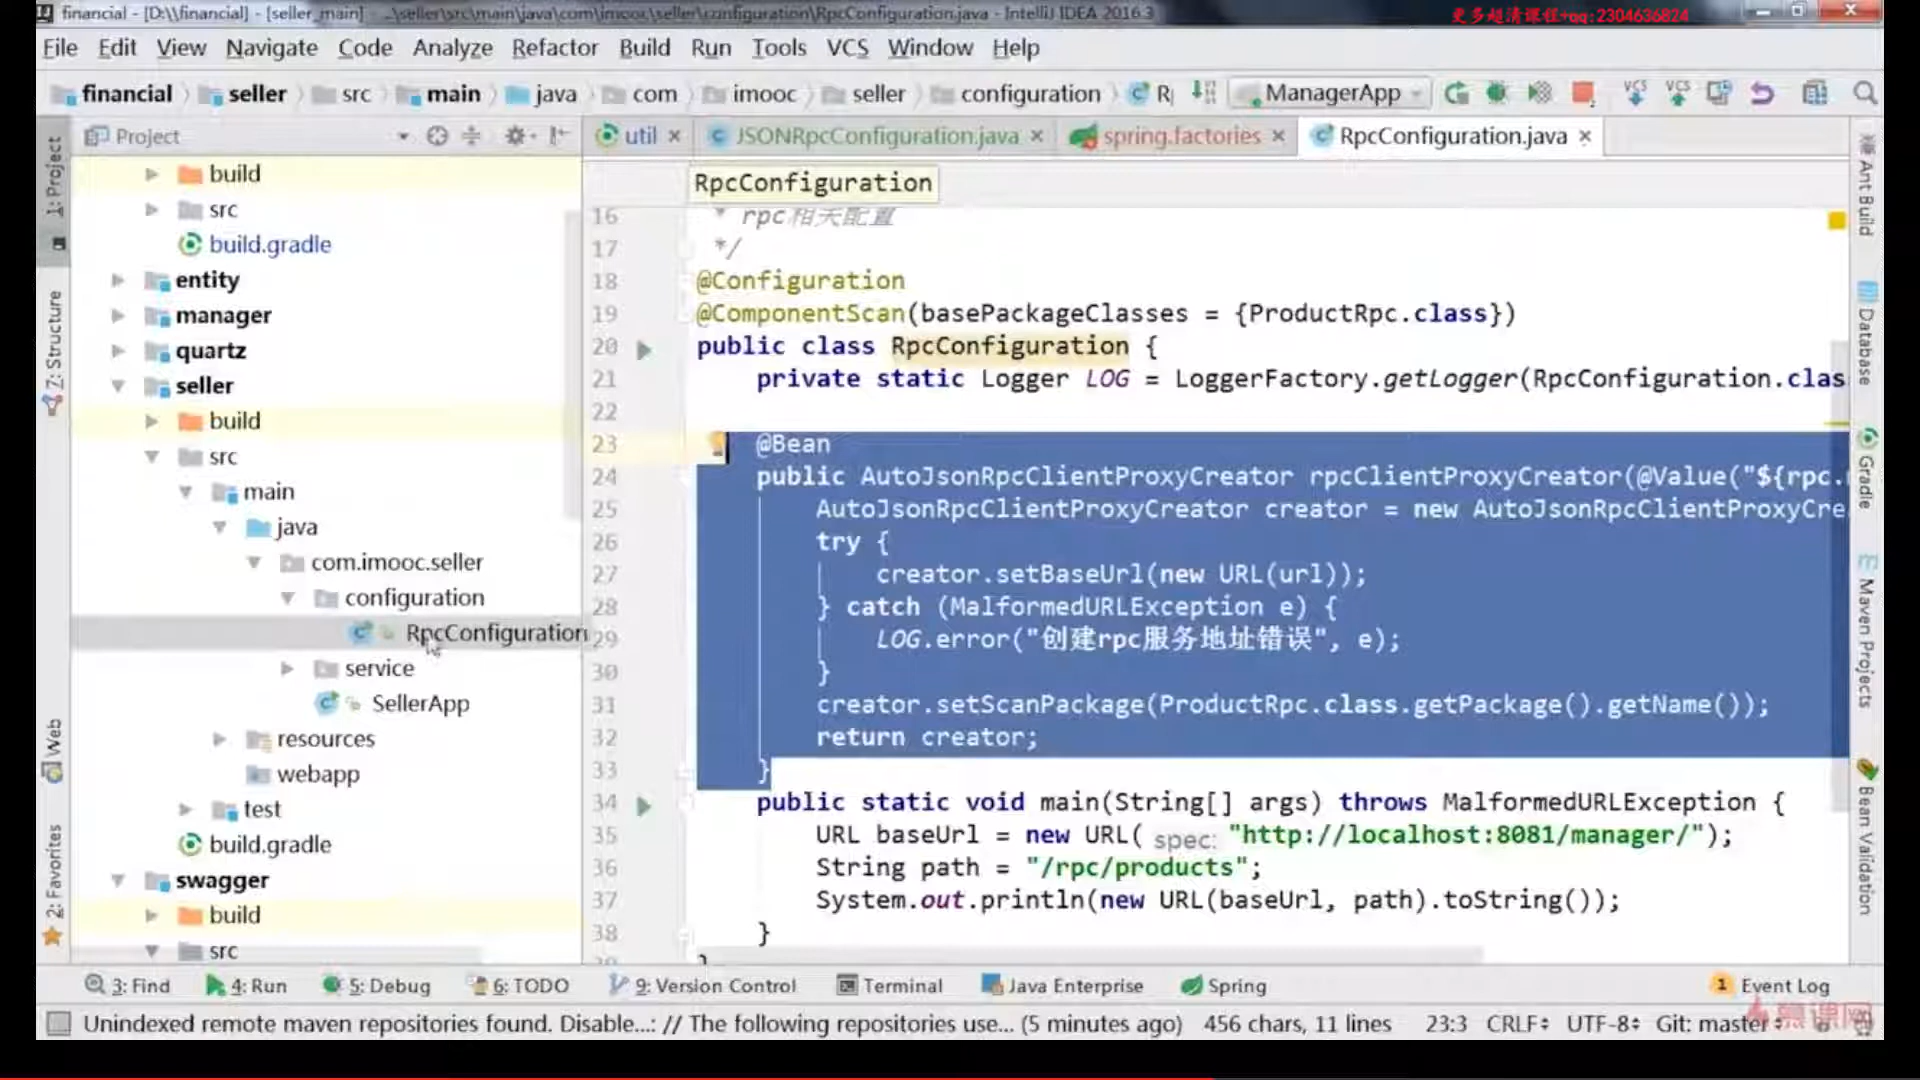 financial - [D:\\financial] - [seller_main] - ...\seller\src\main\java\com\imooc\seller\configuration\RpcConfiguration.java - IntelliJ IDEA 2016.3
更多超清课程+qq:2304636824
File Edit View Navigate Code Analyze Refactor Build Run Tools VCS Window Help
financial seller src main java com imooc seller configuration R ManagerApp
Project
util JSONRpcConfiguration.java spring.factories RpcConfiguration.java
RpcConfiguration
build
src
build.gradle
entity
manager
quartz
seller
build
src
main
java
com.imooc.seller
configuration
RpcConfiguration
service
SellerApp
resources
webapp
test
build.gradle
swagger
build
src
16 * rpc相关配置
17 */
18 @Configuration
19 @ComponentScan(basePackageClasses = {ProductRpc.class})
20 public class RpcConfiguration {
21 private static Logger LOG = LoggerFactory.getLogger(RpcConfiguration.clas
22
23 @Bean
24 public AutoJsonRpcClientProxyCreator rpcClientProxyCreator(@Value("${rpc.
25 AutoJsonRpcClientProxyCreator creator = new AutoJsonRpcClientProxyCre
26 try {
27 creator.setBaseUrl(new URL(url));
28 } catch (MalformedURLException e) {
29 LOG.error("创建rpc服务地址错误", e);
30 }
31 creator.setScanPackage(ProductRpc.class.getPackage().getName());
32 return creator;
33 }
34 public static void main(String[] args) throws MalformedURLException {
35 URL baseUrl = new URL( spec: "http://localhost:8081/manager/");
36 String path = "/rpc/products";
37 System.out.println(new URL(baseUrl, path).toString());
38 }
1: Project
7: Structure
Web
2: Favorites
Ant Build
Database
Gradle
Maven Projects
Bean Validation
3: Find 4: Run 5: Debug 6: TODO 9: Version Control Terminal Java Enterprise Spring 1 Event Log
Unindexed remote maven repositories found. Disable...: // The following repositories use... (5 minutes ago) 456 chars, 11 lines 23:3 CRLF UTF-8 Git: master
慕课网